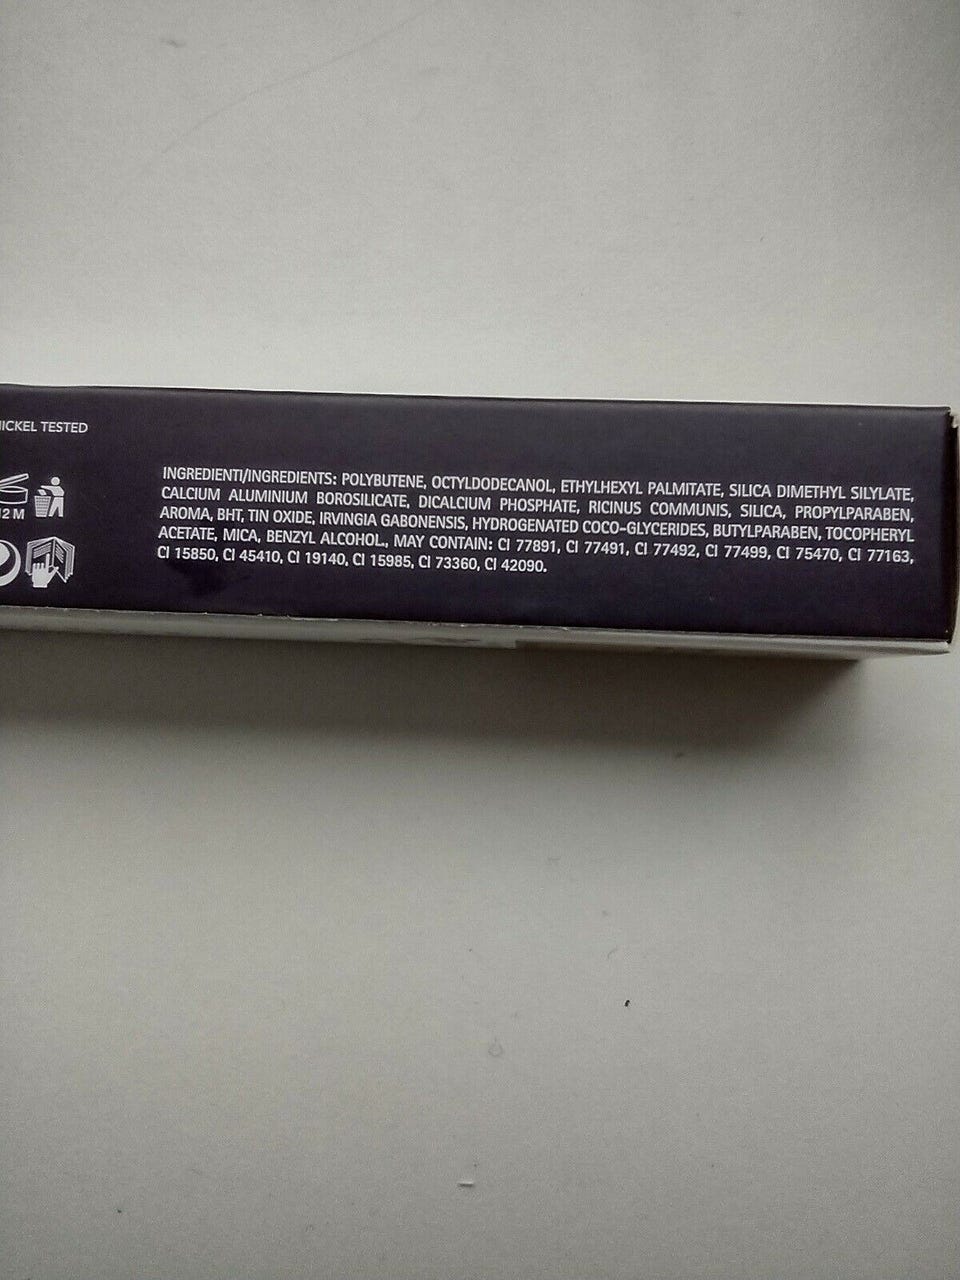 NICKEL TESTED
12 M
INGREDIENTI/INGREDIENTS: POLYBUTENE, OCTYLDODECANOL, ETHYLHEXYL PALMITATE, SILICA DIMETHYL SILYLATE,
CALCIUM ALUMINIUM BOROSILICATE, DICALCIUM PHOSPHATE, RICINUS COMMUNIS, SILICA, PROPYLPARABEN,
AROMA, BHT, TIN OXIDE, IRVINGIA GABONENSIS, HYDROGENATED COCO-GLYCERIDES, BUTYLPARABEN, TOCOPHERYL
ACETATE, MICA, BENZYL ALCOHOL., MAY CONTAIN: CI 77891, CI 77491, CI 77492, CI 77499, CI 75470, CI 77163,
CI 15850, CI 45410, CI 19140, CI 15985, CI 73360, CI 42090.